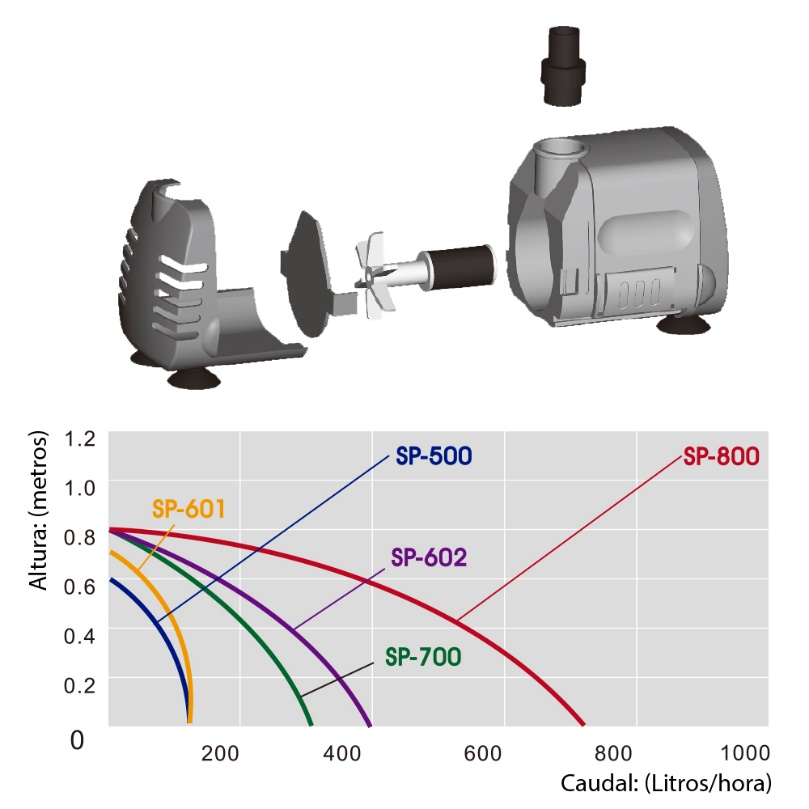 1.2
SP-500
SP-800
1.0
SP-601
0.8
SP-602
0.6
0.4
SP-700
0.2
0
Altura: (metros)
200 400 600 800 1000
Caudal: (Litros/hora)